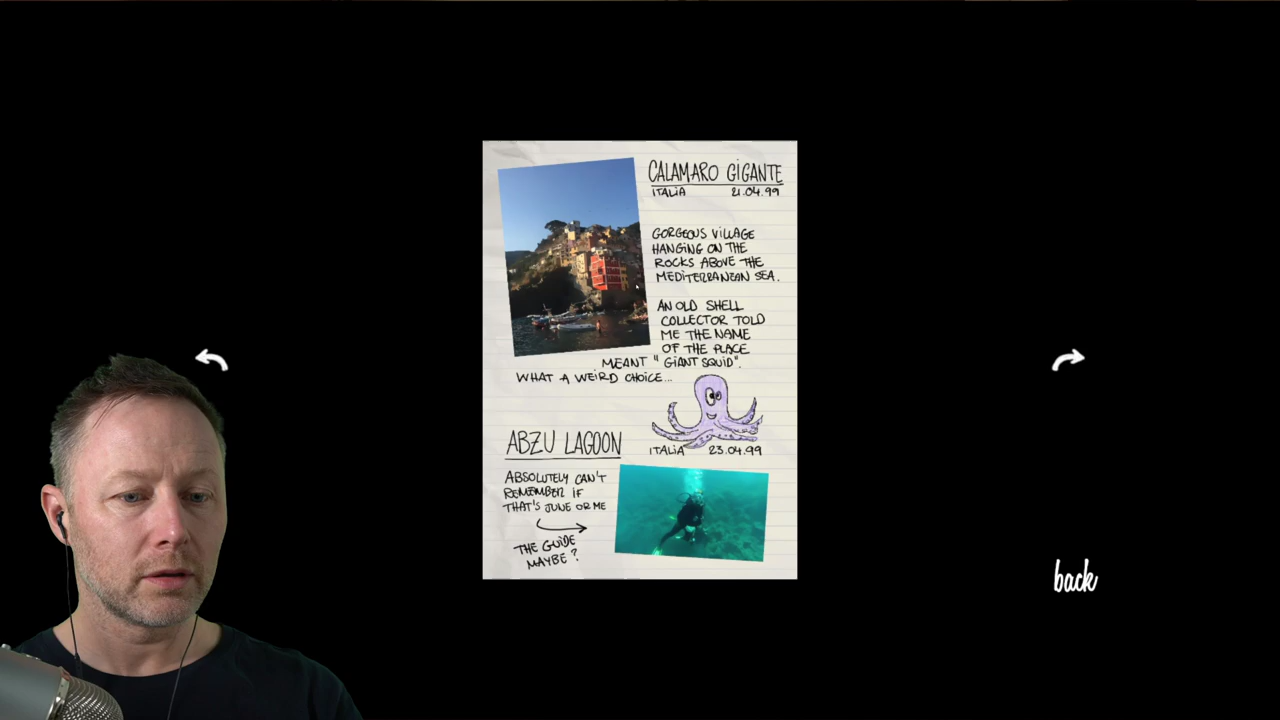 CALAMARO GIGANTE
ITALIA 21.04.99
GORGEOUS VILLAGE
HANGING ON THE
ROCKS ABOVE THE
MEDITERRANEAN SEA.
AN OLD SHELL
COLLECTOR TOLD
ME THE NAME
OF THE PLACE
MEANT "GIANT SQUID".
WHAT A WEIRD CHOICE...
ABZU LAGOON
ITALIA 23.04.99
ABSOLUTELY CAN'T
REMEMBER IF
THAT'S JUNE OR ME
THE GUIDE
MAYBE?
back